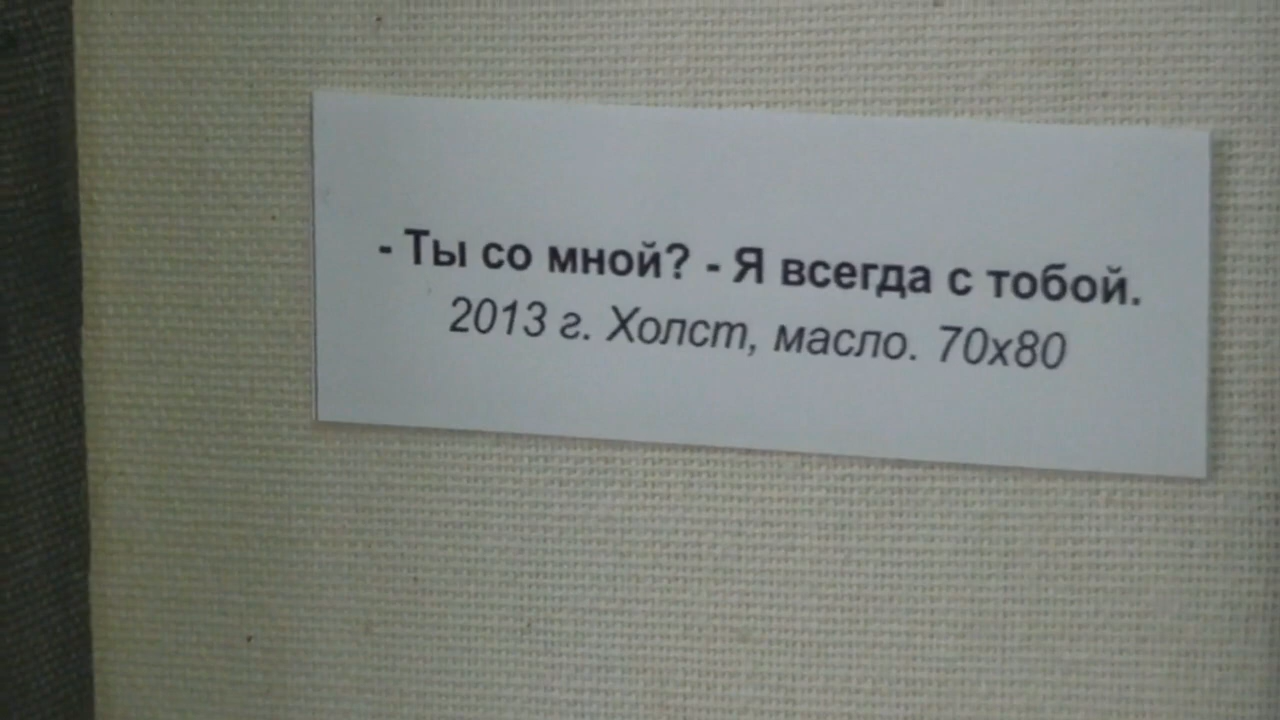 - Ты со мной? - Я всегда с тобой.
2013 г. Холст, масло. 70х80